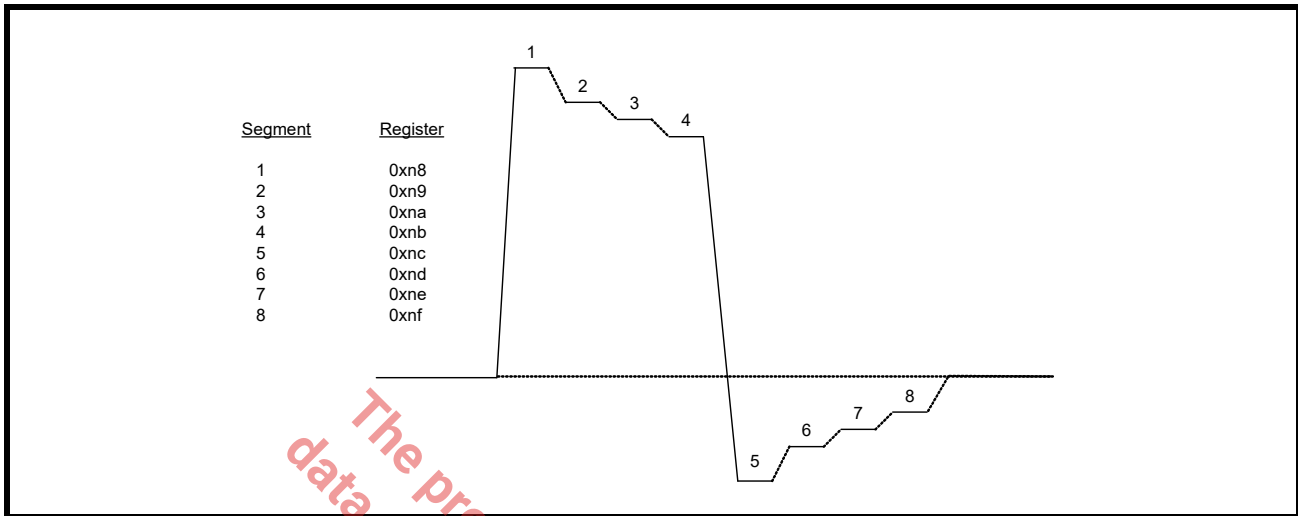 Segment Register
1 0xn8
2 0xn9
3 0xna
4 0xnb
5 0xnc
6 0xnd
7 0xne
8 0xnf
1
2
3
4
5
6
7
8
The pro
data